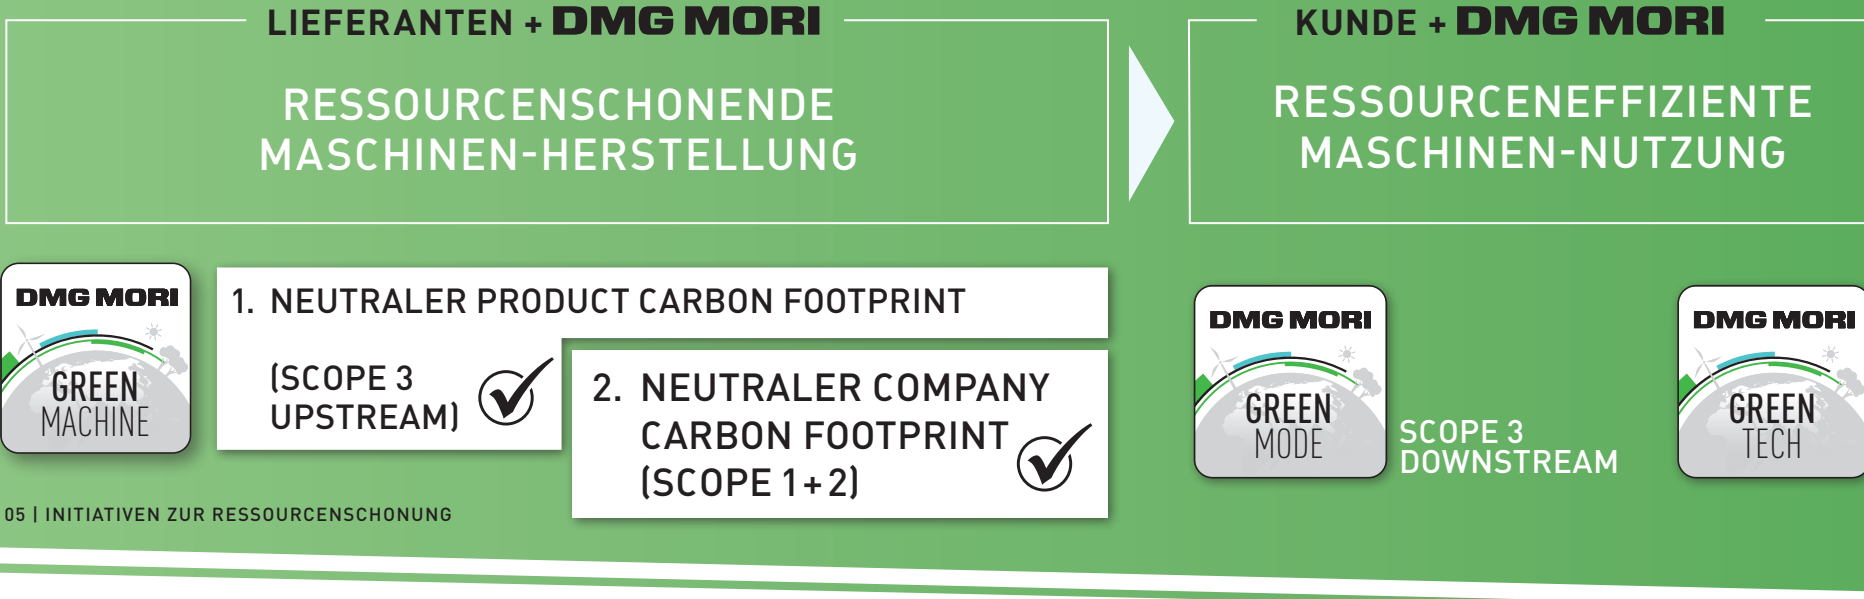 LIEFERANTEN + DMG MORI
RESSOURCENSCHONENDE
MASCHINEN-HERSTELLUNG
KUNDE + DMG MORI
RESSOURCENEFFIZIENTE
MASCHINEN-NUTZUNG
DMG MORI
GREEN
MACHINE
1. NEUTRALER PRODUCT CARBON FOOTPRINT
(SCOPE 3
UPSTREAM)
2. NEUTRALER COMPANY
CARBON FOOTPRINT
(SCOPE 1+2)
DMG MORI
GREEN
MODE
SCOPE 3
DOWNSTREAM
DMG MORI
GREEN
TECH
05 | INITIATIVEN ZUR RESSOURCENSCHONUNG